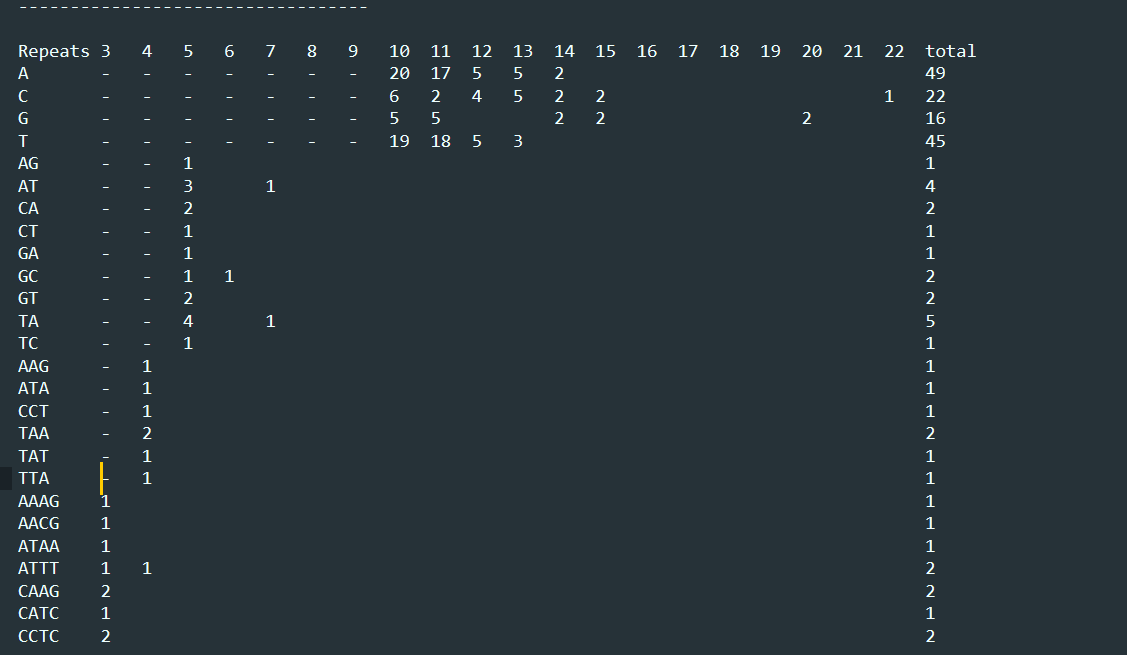 ----------------------------------
Repeats 3   4   5   6   7   8   9   10  11  12  13  14  15  16  17  18  19  20  21  22  total
A       -   -   -   -   -   -   -   20  17  5   5   2                                   49
C       -   -   -   -   -   -   -   6   2   4   5   2   2                           1   22
G       -   -   -   -   -   -   -   5   5           2   2                   2           16
T       -   -   -   -   -   -   -   19  18  5   3                                       45
AG      -   -   1                                                                       1
AT      -   -   3       1                                                               4
CA      -   -   2                                                                       2
CT      -   -   1                                                                       1
GA      -   -   1                                                                       1
GC      -   -   1   1                                                                   2
GT      -   -   2                                                                       2
TA      -   -   4       1                                                               5
TC      -   -   1                                                                       1
AAG     -   1                                                                           1
ATA     -   1                                                                           1
CCT     -   1                                                                           1
TAA     -   2                                                                           2
TAT     -   1                                                                           1
TTA     -   1                                                                           1
AAAG    1                                                                               1
AACG    1                                                                               1
ATAA    1                                                                               1
ATTT    1   1                                                                           2
CAAG    2                                                                               2
CATC    1                                                                               1
CCTC    2                                                                               2